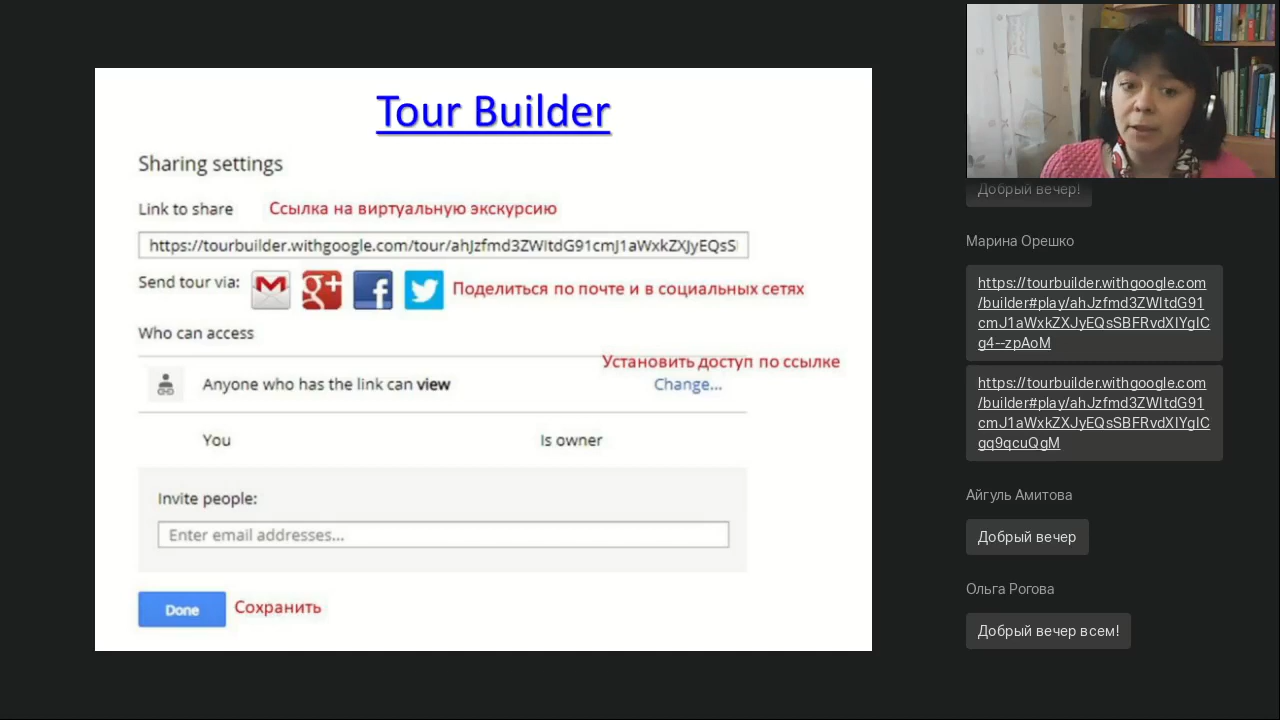 Tour Builder
Sharing settings
Link to share Ссылка на виртуальную экскурсию
https://tourbuilder.withgoogle.com/tour/ahJzfmd3ZWItdG91cmJ1aWxkZXJyEQsS
Send tour via: Поделиться по почте и в социальных сетях
Who can access
Установить доступ по ссылке
Anyone who has the link can view Change...
You Is owner
Invite people:
Enter email addresses...
Done Сохранить
Добрый вечер!
Марина Орешко
https://tourbuilder.withgoogle.com
/builder#play/ahJzfmd3ZWItdG91
cmJ1aWxkZXJyEQsSBFRvdXIYgIC
g4--zpAoM
https://tourbuilder.withgoogle.com
/builder#play/ahJzfmd3ZWItdG91
cmJ1aWxkZXJyEQsSBFRvdXIYgIC
gq9qcuQgM
Айгуль Амитова
Добрый вечер
Ольга Рогова
Добрый вечер всем!